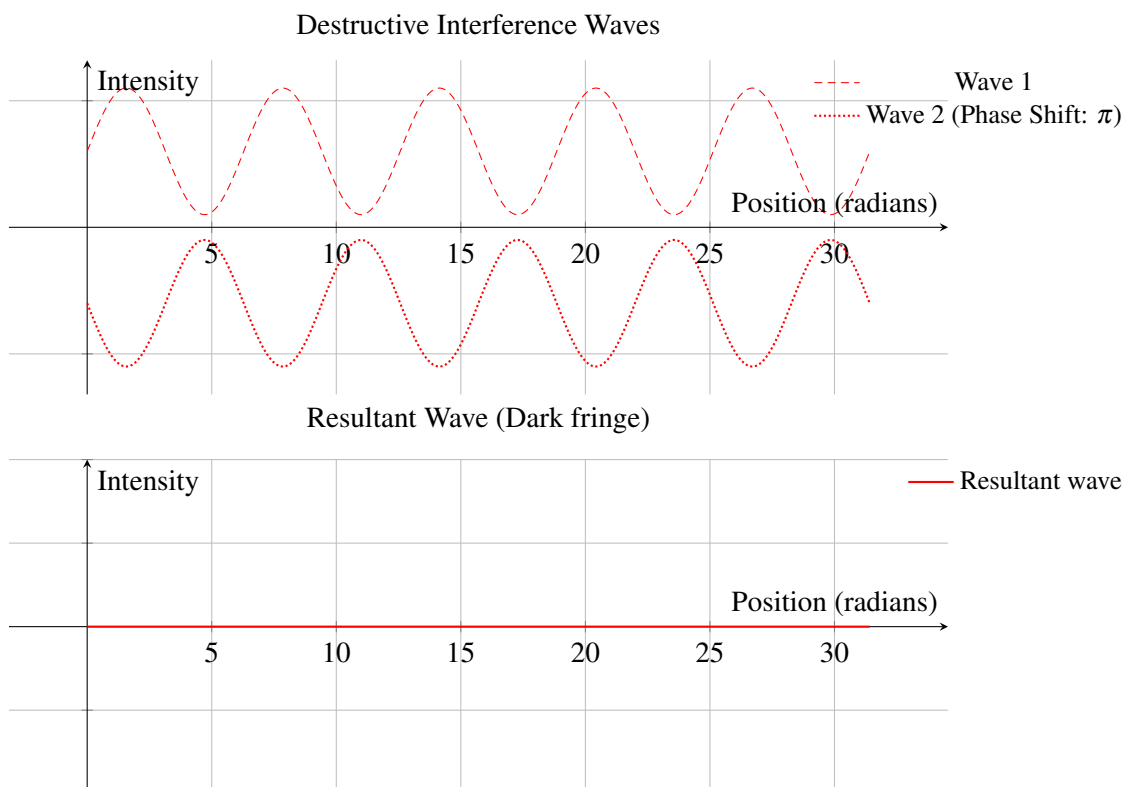 Destructive Interference Waves
Intensity
Wave 1
Wave 2 (Phase Shift: π)
Position (radians)
5 10 15 20 25 30
Resultant Wave (Dark fringe)
Intensity
Resultant wave
Position (radians)
5 10 15 20 25 30